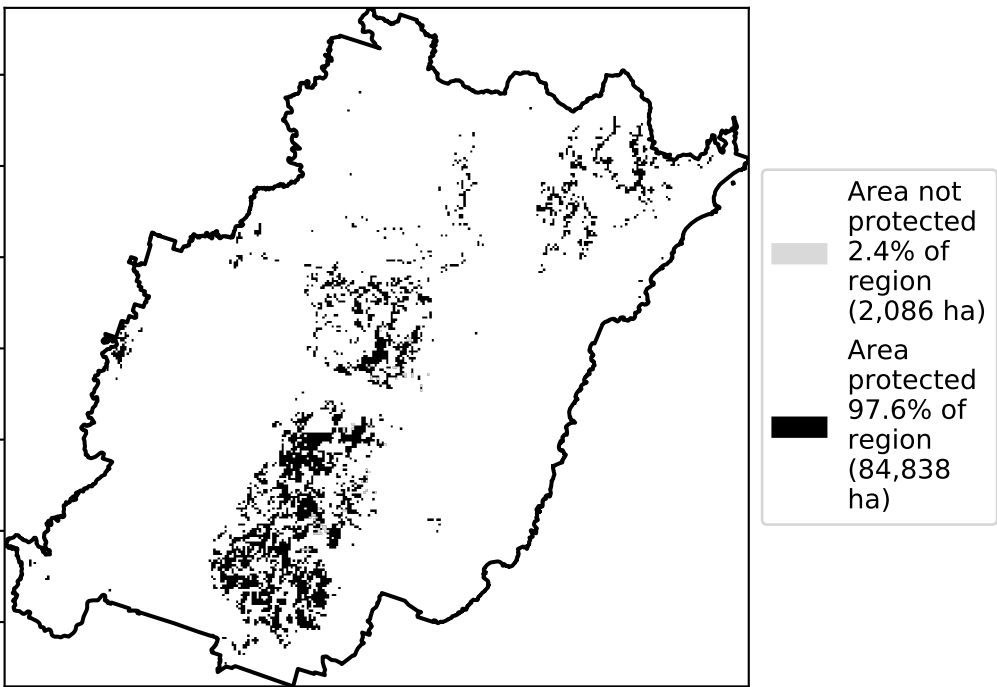 Area not
protected
2.4% of
region
(2,086 ha)
Area
protected
97.6% of
region
(84,838
ha)